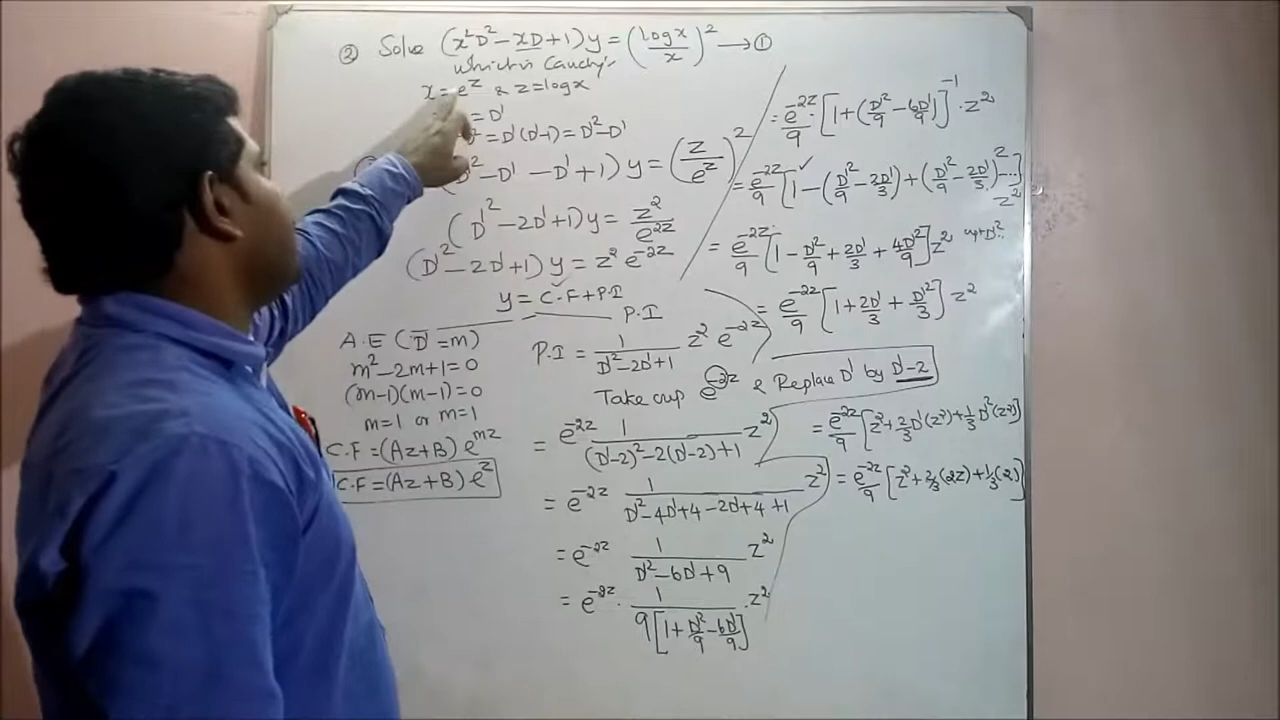 ② Solve (x²D² - xD + 1) y = (log x / x)² → ①
which is Cauchy's
x = e^z & z = log x
= D'
= D'(D'-1) = D'² - D'
D'² - D' - D' + 1) y = (z / e^z)²
(D'² - 2D' + 1) y = z² / e^2z
(D'² - 2D' + 1) y = z² e^-2z
y = C.F + P.I
A.E (D' = m)
m² - 2m + 1 = 0
(m-1)(m-1) = 0
m = 1 or m = 1
C.F = (Az + B) e^mz
C.F = (Az + B) e^z
P.I
P.I = 1 / (D'² - 2D' + 1) z² e^-2z
Take out e^-2z & Replace D' by D'-2
= e^-2z 1 / ((D'-2)² - 2(D'-2) + 1) z²
= e^-2z 1 / (D'² - 4D' + 4 - 2D' + 4 + 1) z²
= e^-2z 1 / (D'² - 6D' + 9) z²
= e^-2z · 1 / (9[1 + D'²/9 - 6D'/9]) · z²
= e^-2z / 9 · [1 + (D'²/9 - 6D'/9)]^-1 · z²
= e^-2z / 9 [1 - (D'²/9 - 2D'/3) + (D'²/9 - 2D'/3)² ...] z²
= e^-2z / 9 [1 - D'²/9 + 2D'/3 + 4D'²/9] z² upto D'²
= e^-2z / 9 [1 + 2D'/3 + D'²/3] z²
= e^-2z / 9 [z² + 2/3 D'(z²) + 1/3 D'²(z²)]
= e^-2z / 9 [z² + 2/3 (2z) + 1/3 (2)]